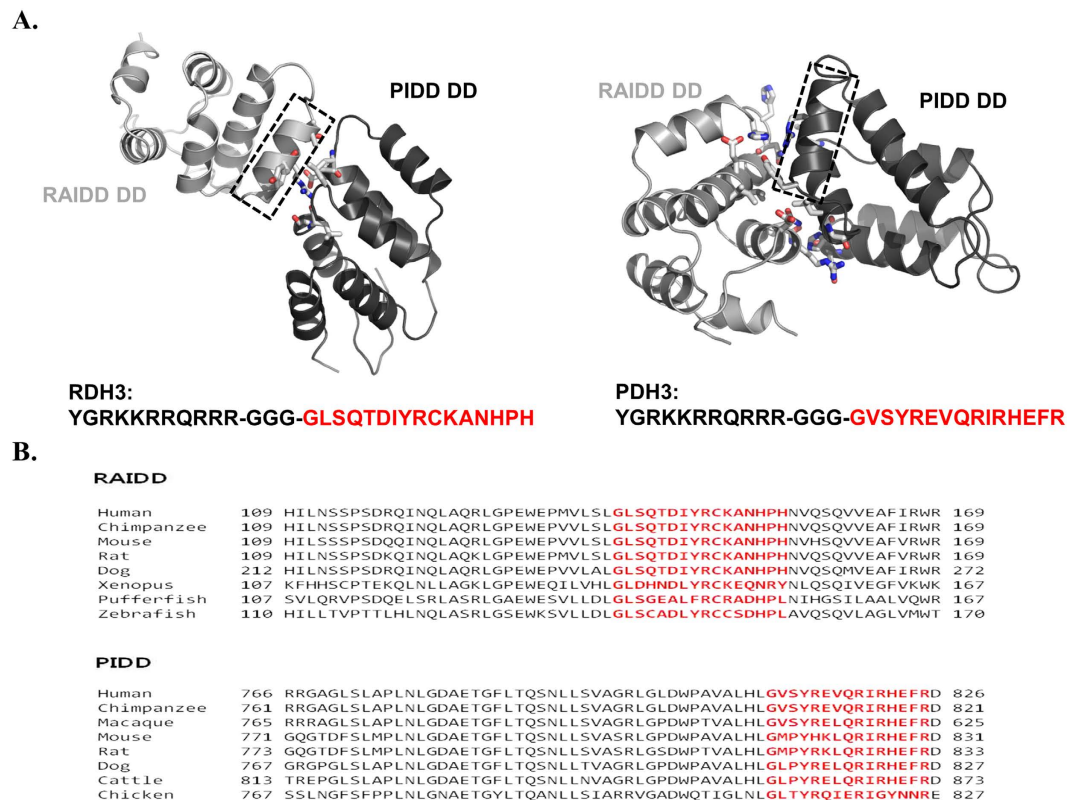 A.
RAIDD DD
PIDD DD
RDH3:
YGRKKRRQRRR-GGG-GLSQTDIYRCKANHPH
RAIDD DD
PIDD DD
PDH3:
YGRKKRRQRRR-GGG-GVSYREVQRIRHEFR
B.
RAIDD
Human 109 HILNSSPSDRQINQLAQRLGPEWEPMVLSLGLSQTDIYRCKANHPHNVQSQVVEAFIRWR 169
Chimpanzee 109 HILNSSPSDRQINQLAQRLGPEWEPVVLSLGLSQTDIYRCKANHPHNVQSQVVEAFIRWR 169
Mouse 109 HILSSSPSDQQINQLAQRLGPEWEPVVLSLGLSQTDIYRCKANHPHNVHSQVVEAFVRWR 169
Rat 109 HILNSSPSDKQINQLAQKLGPEWEPMVLSLGLSQTDIYRCKANHPHNVQSQVVEAFVRWR 169
Dog 212 HILNSSPSDRQINQLAQRLGPEWEPVVLALGLSQTDIYRCKANHPHNVQSQMVEAFIRWR 272
Xenopus 107 KFHHSCPTEKQLNLLAGKLGPEWEQILVHLGLDHNDLYRCKEQNRYNLQSQIVEGFVKWK 167
Pufferfish 107 SVLQRVPSDQELSRLASRLGAEWESVLLDLGLSGEALFRCRADHPLNIHGSILAALVQWR 167
Zebrafish 110 HILLTVPTTLHLNQLASRLGSEWKSVLLDLGLSCADLYRCCSDHPLAVQSQVLAGLVMWT 170
PIDD
Human 766 RRGAGLSLAPLNLGDAETGFLTQSNLLSVAGRLGLDWPAVALHLGVSYREVQRIRHEFRD 826
Chimpanzee 761 RRGAGLSLAPLNLGDAETGFLTQSNLLSVAGRLGLDWPAVALHLGVSYREVQRIRHEFRD 821
Macaque 765 RRRAGLSLAPLNLGDAETGFLTQSNLLSVAGRLGPDWPTVALHLGVSYRELQRIRHEFRD 625
Mouse 771 GQGTDFSLMPLNLGDAETGFLTQSNLLSVASRLGPDWPAVALHLGMPYHKLQRIRHEFRD 831
Rat 773 GQGTDFSLAPLNLGDAETGFLTQSNLLSVASRLGSDWPTVALHLGMPYRKLQRIRHEFRD 833
Dog 767 GRGPGLSLAPLNLGDAETGFLTQSNLLTVAGRLGPDWPAVALHLGLPYRELQRIRHEFRD 827
Cattle 813 TREPGLSLAPLNLGDAETGYLTQSNLLNVAGRLGPDWPAVALHLGLPYRELQRIRHEFRD 873
Chicken 767 SSLNGFSFPPLNLGNAETGYLTQANLLSIARRVGADWQTIGLNLGLTYRQIERIGYNNRE 827